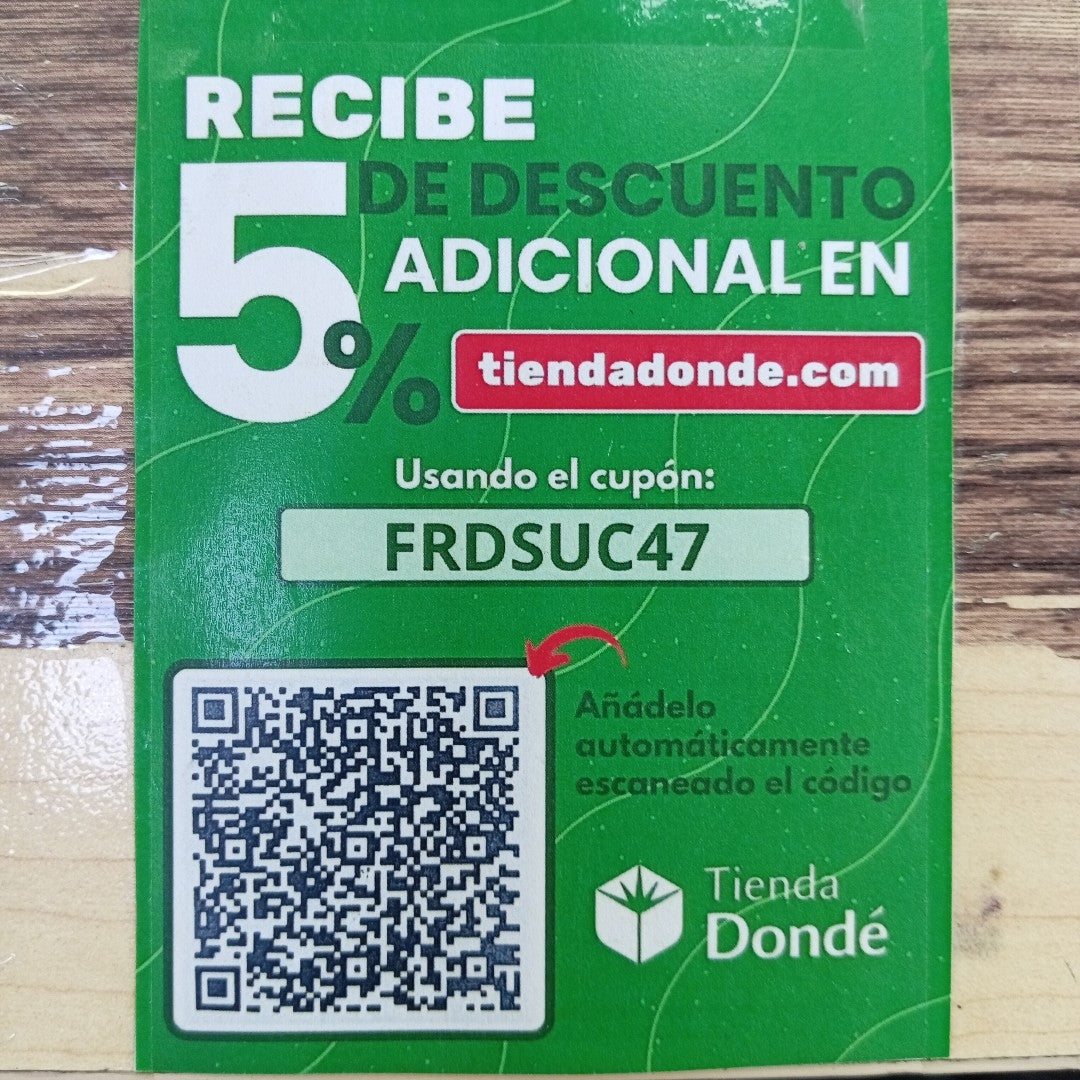 RECIBE
5% DE DESCUENTO
ADICIONAL EN
tiendadonde.com
Usando el cupón:
FRDSUC47
Añádelo
automáticamente
escaneado el código
Tienda
Dondé